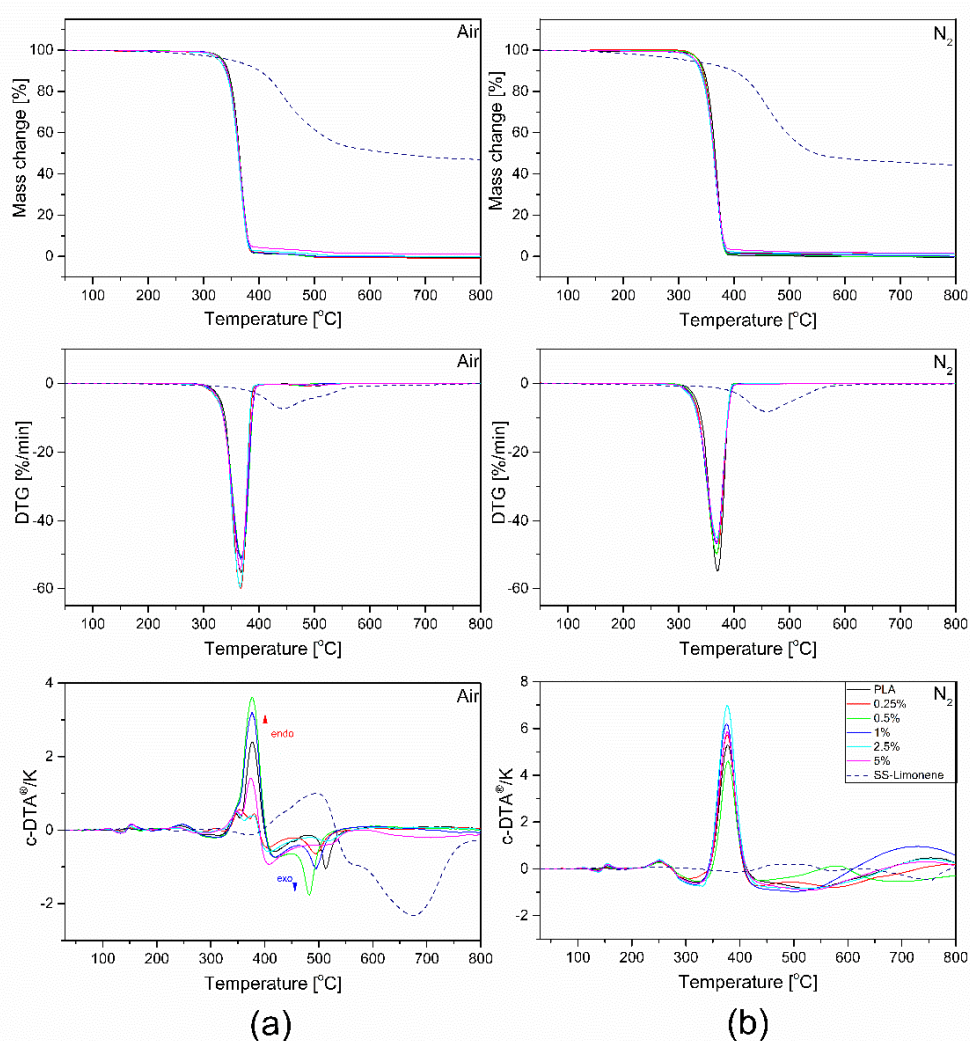 Air
Mass change [%]
100
80
60
40
20
0
100 200 300 400 500 600 700 800
Temperature [°C]
N2
Mass change [%]
100
80
60
40
20
0
100 200 300 400 500 600 700 800
Temperature [°C]
Air
DTG [%/min]
0
-20
-40
-60
100 200 300 400 500 600 700 800
Temperature [°C]
N2
DTG [%/min]
0
-20
-40
-60
100 200 300 400 500 600 700 800
Temperature [°C]
Air
c-DTA®/K
4
2
0
-2
endo
exo
100 200 300 400 500 600 700 800
Temperature [°C]
N2
c-DTA®/K
8
6
4
2
0
-2
PLA
0.25%
0.5%
1%
2.5%
5%
SS-Limonene
100 200 300 400 500 600 700 800
Temperature [°C]
(a)
(b)